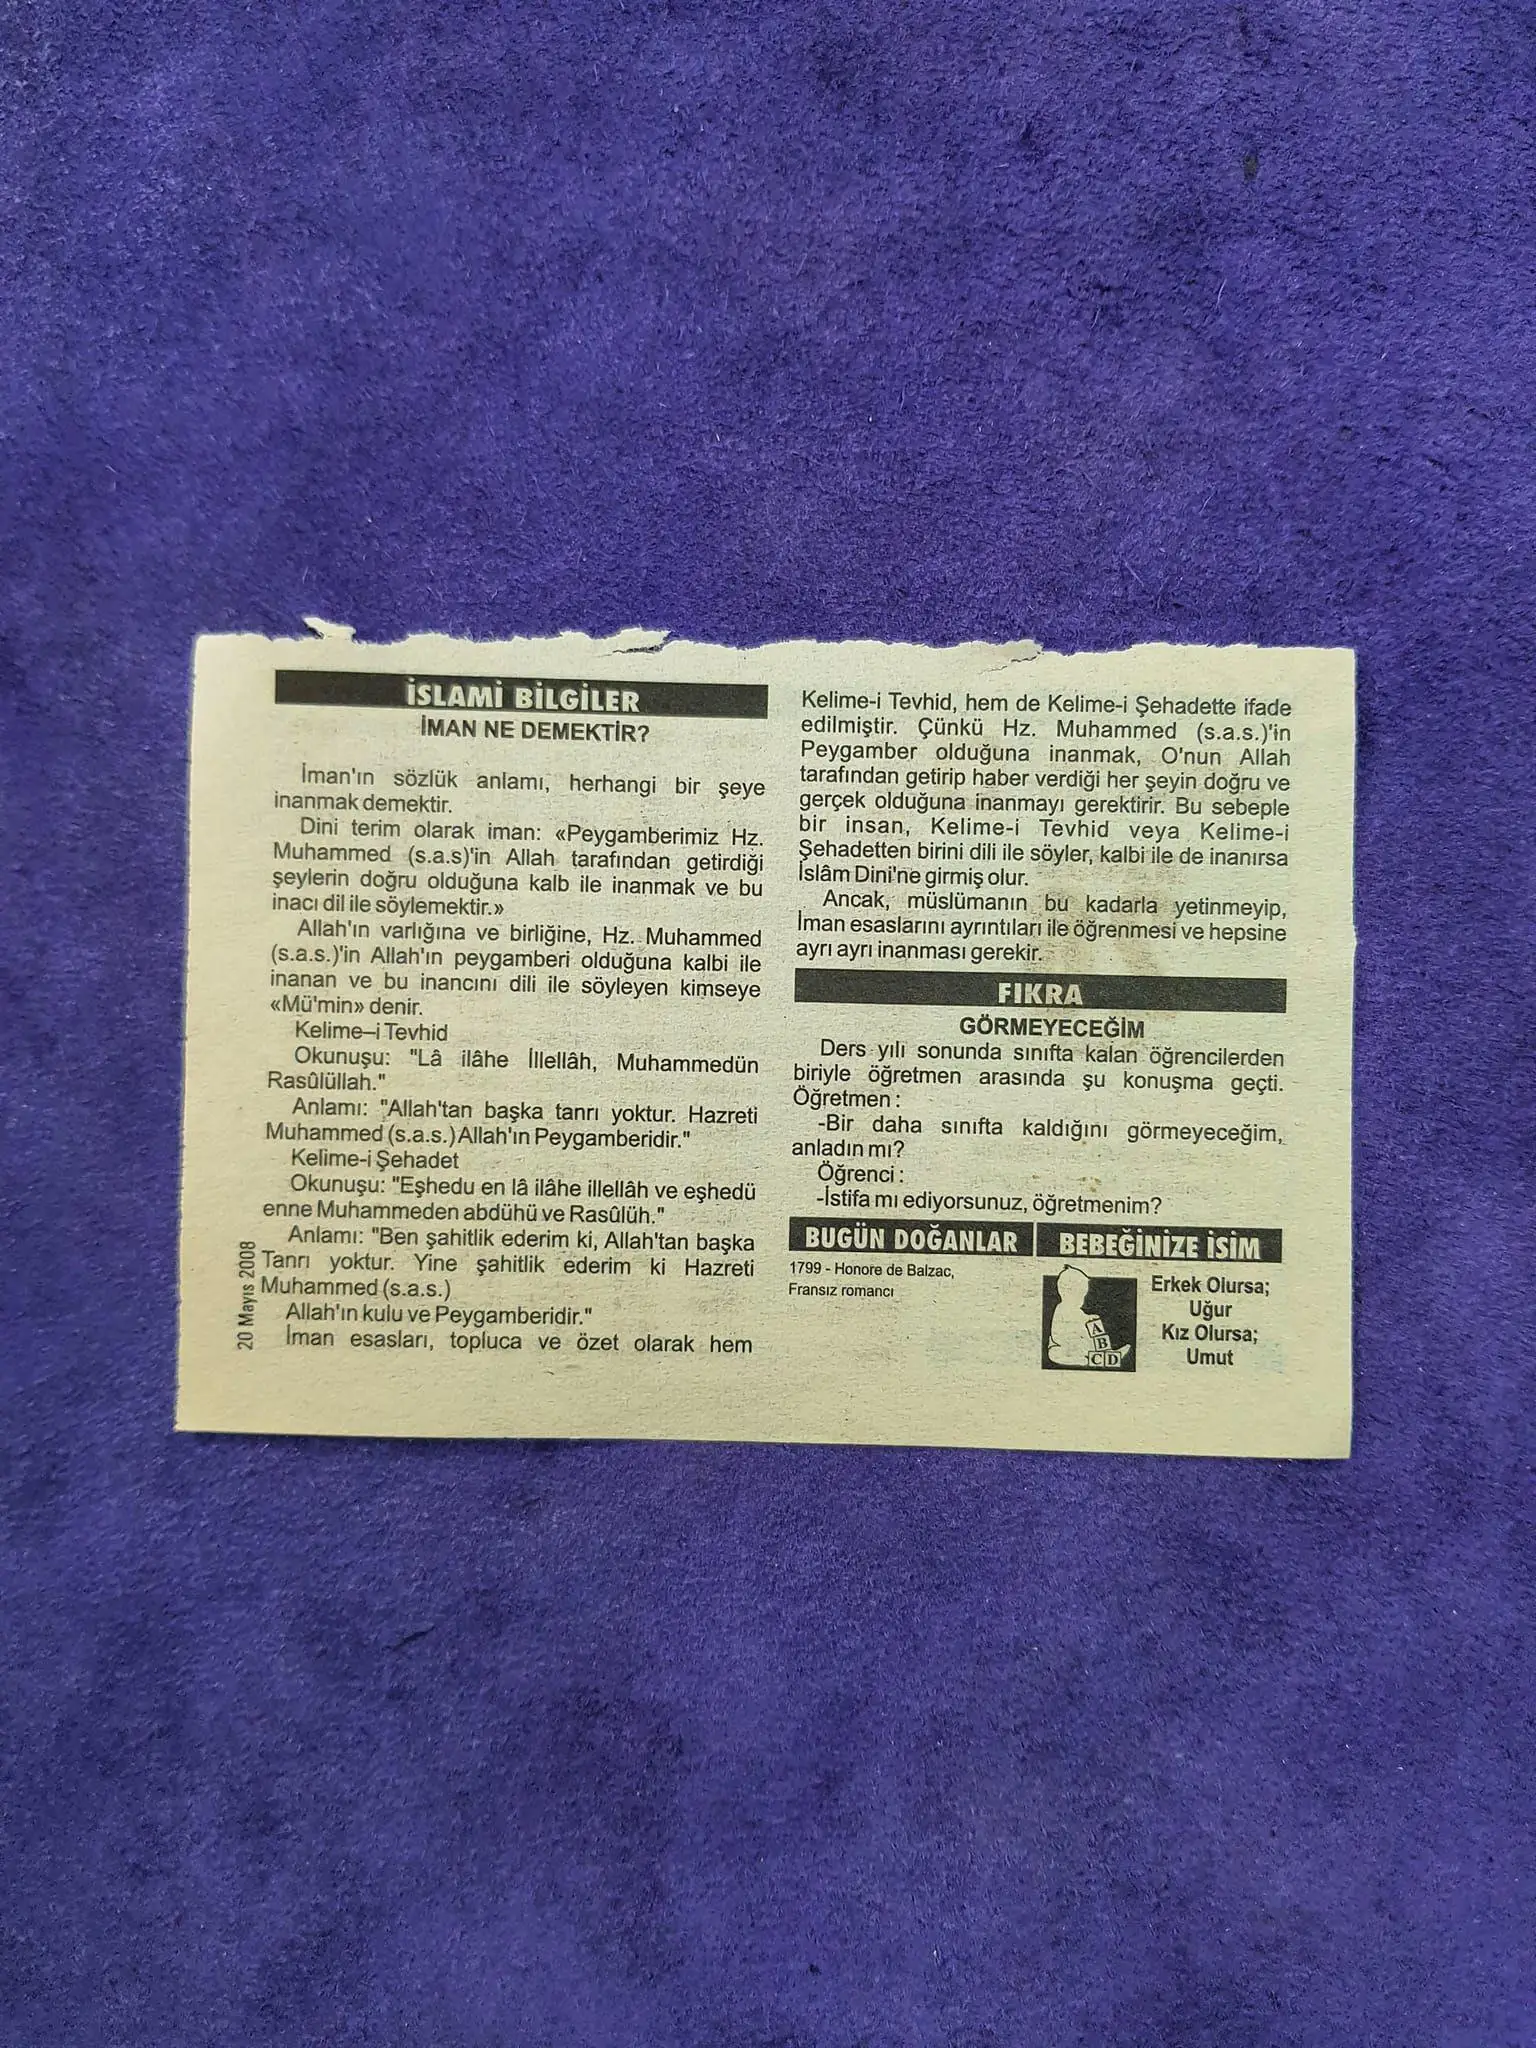 İSLAMİ BİLGİLER
İMAN NE DEMEKTİR?
İman'ın sözlük anlamı, herhangi bir şeye
inanmak demektir.
Dini terim olarak iman: «Peygamberimiz Hz.
Muhammed (s.a.s)'in Allah tarafından getirdiği
şeylerin doğru olduğuna kalb ile inanmak ve bu
inacı dil ile söylemektir.»
Allah'ın varlığına ve birliğine, Hz. Muhammed
(s.a.s.)'in Allah'ın peygamberi olduğuna kalbi ile
inanan ve bu inancını dili ile söyleyen kimseye
«Mü'min» denir.
Kelime–i Tevhid
Okunuşu: "Lâ ilâhe İllellâh, Muhammedün
Rasûlüllah."
Anlamı: "Allah'tan başka tanrı yoktur. Hazreti
Muhammed (s.a.s.) Allah'ın Peygamberidir."
Kelime-i Şehadet
Okunuşu: "Eşhedu en lâ ilâhe illellâh ve eşhedü
enne Muhammeden abdühü ve Rasûlüh."
Anlamı: "Ben şahitlik ederim ki, Allah'tan başka
Tanrı yoktur. Yine şahitlik ederim ki Hazreti
Muhammed (s.a.s.)
Allah'ın kulu ve Peygamberidir."
İman esasları, topluca ve özet olarak hem
20 Mayıs 2008
Kelime-i Tevhid, hem de Kelime-i Şehadette ifade
edilmiştir. Çünkü Hz. Muhammed (s.a.s.)'in
Peygamber olduğuna inanmak, O'nun Allah
tarafından getirip haber verdiği her şeyin doğru ve
gerçek olduğuna inanmayı gerektirir. Bu sebeple
bir insan, Kelime-i Tevhid veya Kelime-i
Şehadetten birini dili ile söyler, kalbi ile de inanırsa
İslâm Dini'ne girmiş olur.
Ancak, müslümanın bu kadarla yetinmeyip,
İman esaslarını ayrıntıları ile öğrenmesi ve hepsine
ayrı ayrı inanması gerekir.
FIKRA
GÖRMEYECEĞİM
Ders yılı sonunda sınıfta kalan öğrencilerden
biriyle öğretmen arasında şu konuşma geçti.
Öğretmen :
-Bir daha sınıfta kaldığını görmeyeceğim,
anladın mı?
Öğrenci :
-İstifa mı ediyorsunuz, öğretmenim?
BUGÜN DOĞANLAR
1799 - Honore de Balzac,
Fransız romancı
BEBEĞİNİZE İSİM
A
B
C D
Erkek Olursa;
Uğur
Kız Olursa;
Umut